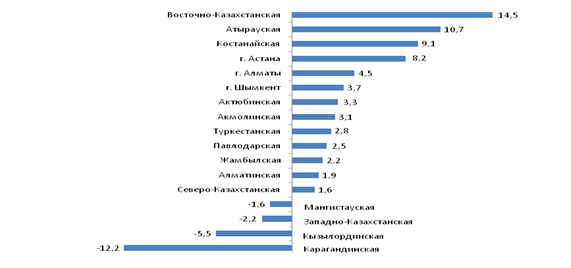 Восточно-Казахстанская 14,5
Атырауская 10,7
Костанайская 9,1
г. Астана 8,2
г. Алматы 4,5
г. Шымкент 3,7
Актюбинская 3,3
Акмолинская 3,1
Туркестанская 2,8
Павлодарская 2,5
Жамбылская 2,2
Алматинская 1,9
Северо-Казахстанская 1,6
-1,6 Мангистауская
-2,2 Западно-Казахстанская
-5,5 Кызылординская
-12,2 Карагандинская